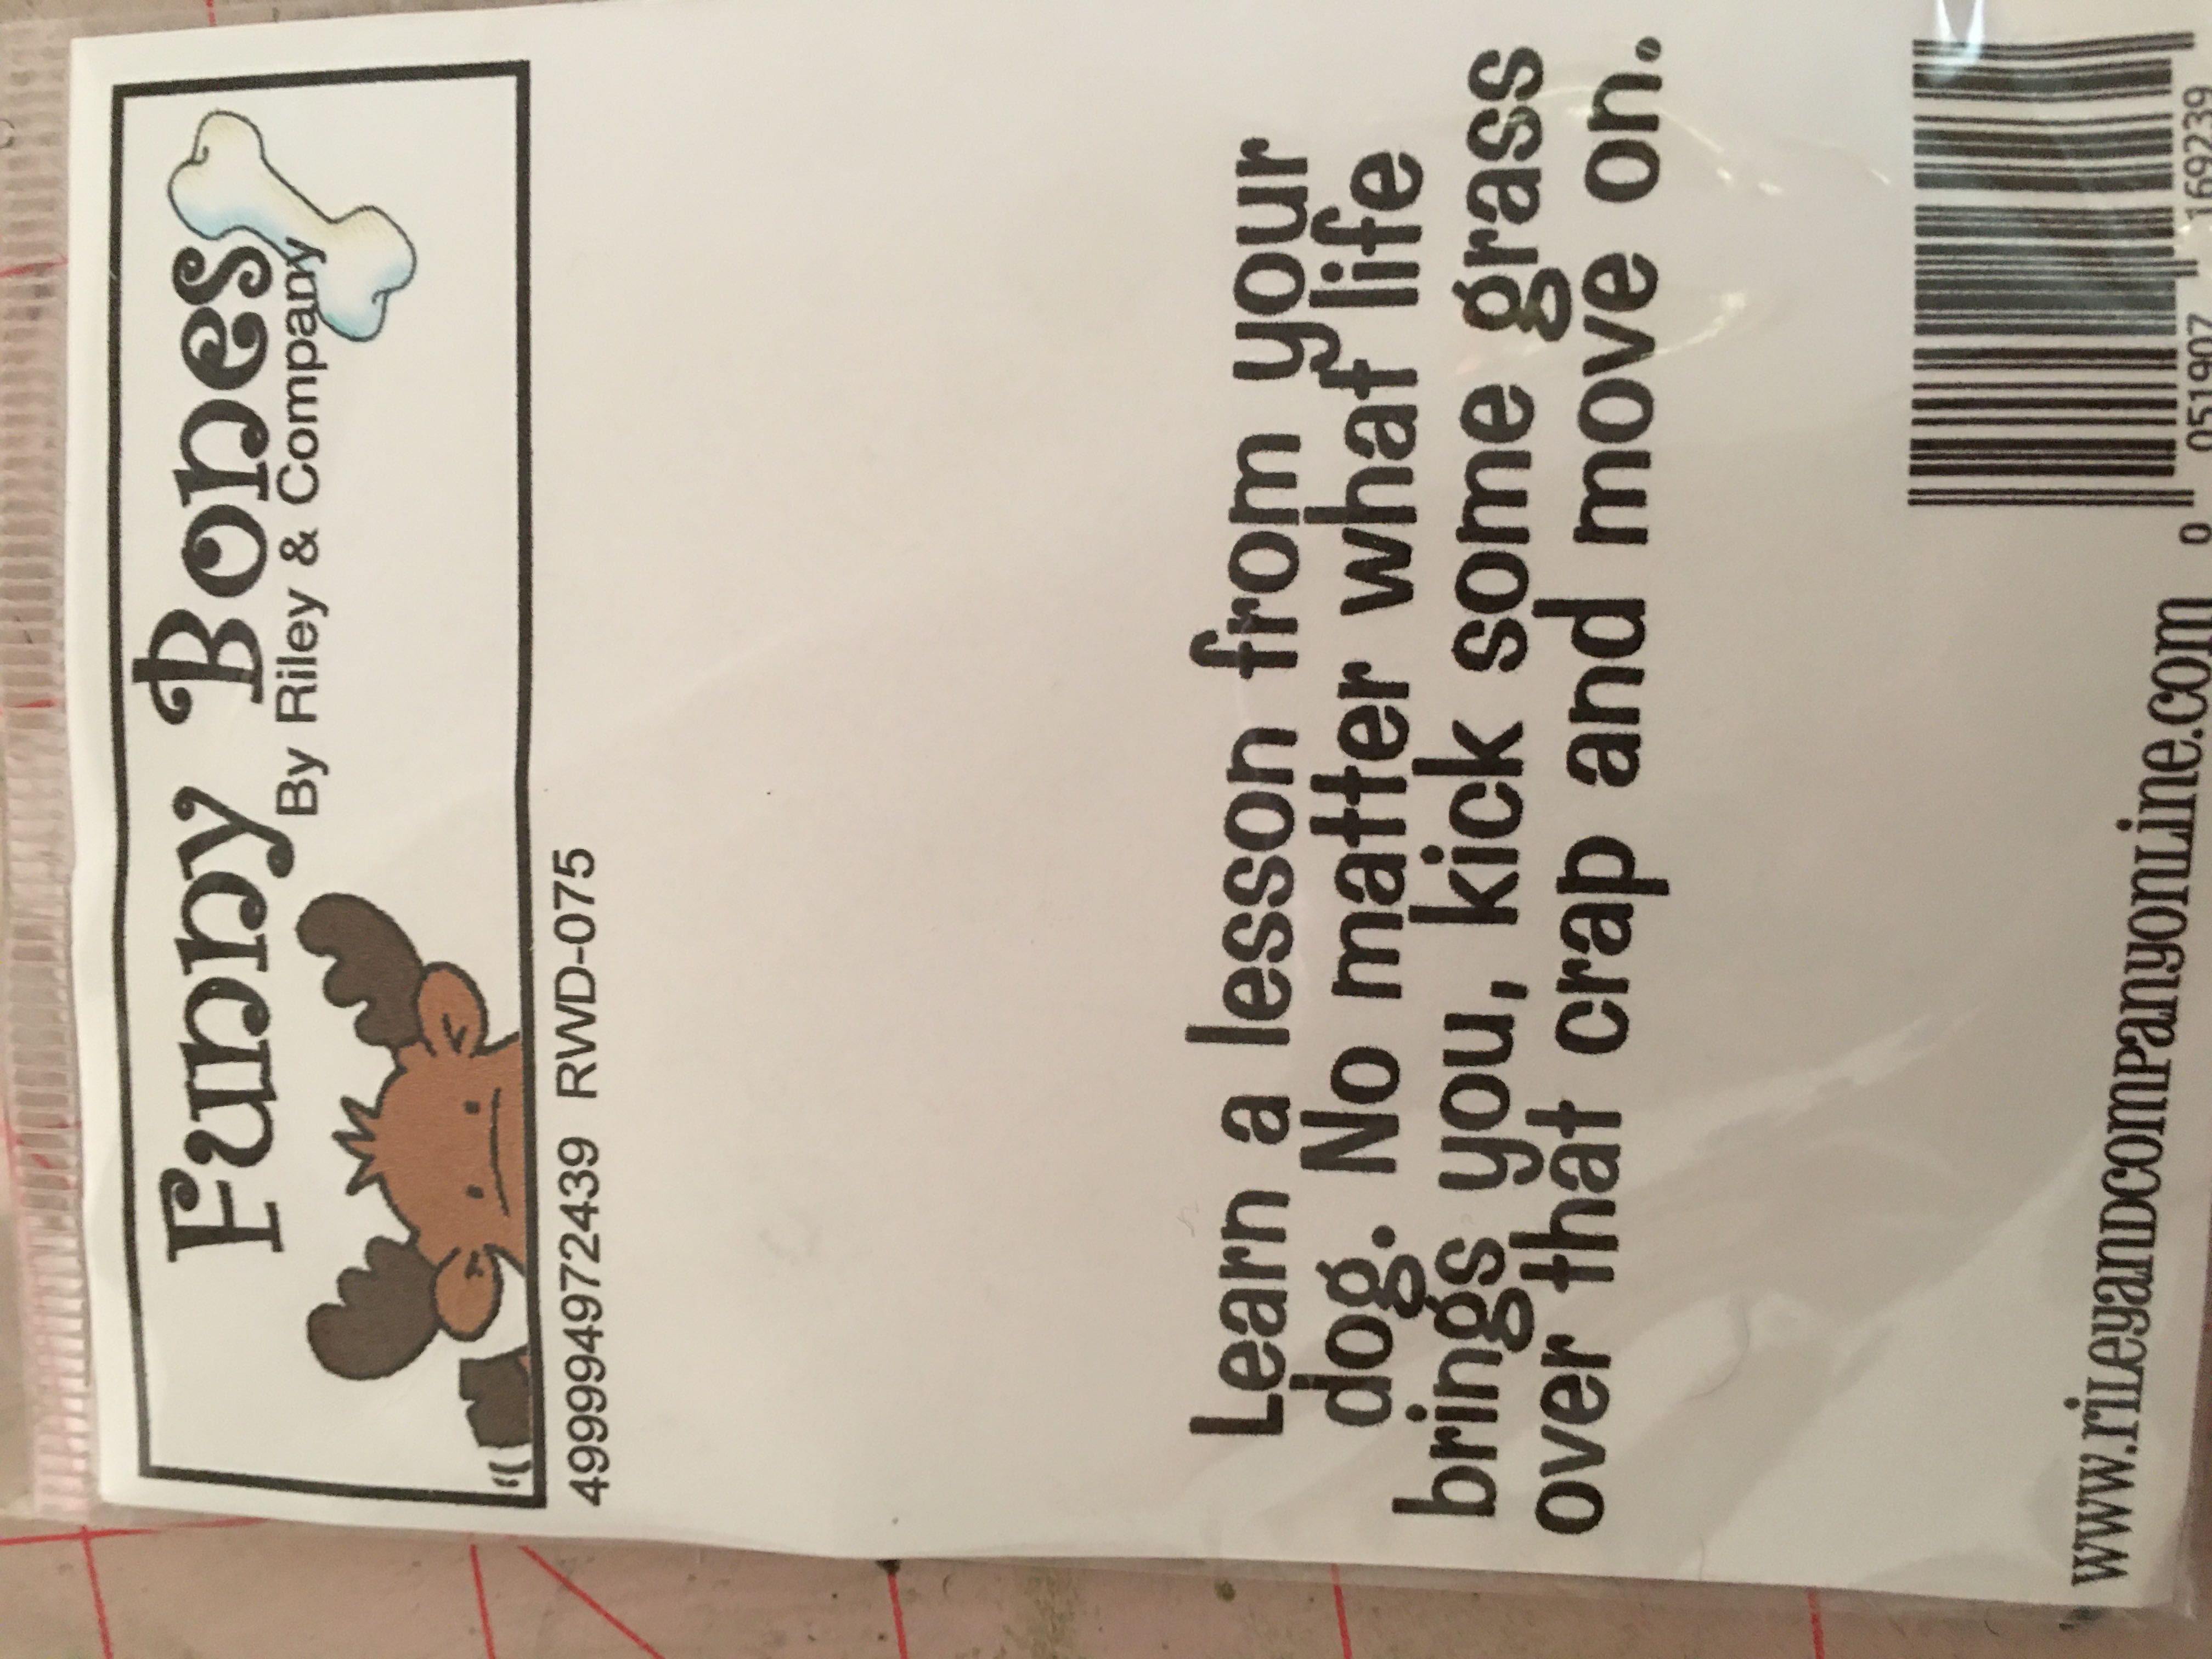 Funny Bones
By Riley & Company
4999949972439 RWD-075
Learn a lesson from your
dog. No matter what life
brings you, kick some grass
over that crap and move on.
www.rileyandcompanyonline.com
0 051907 169239